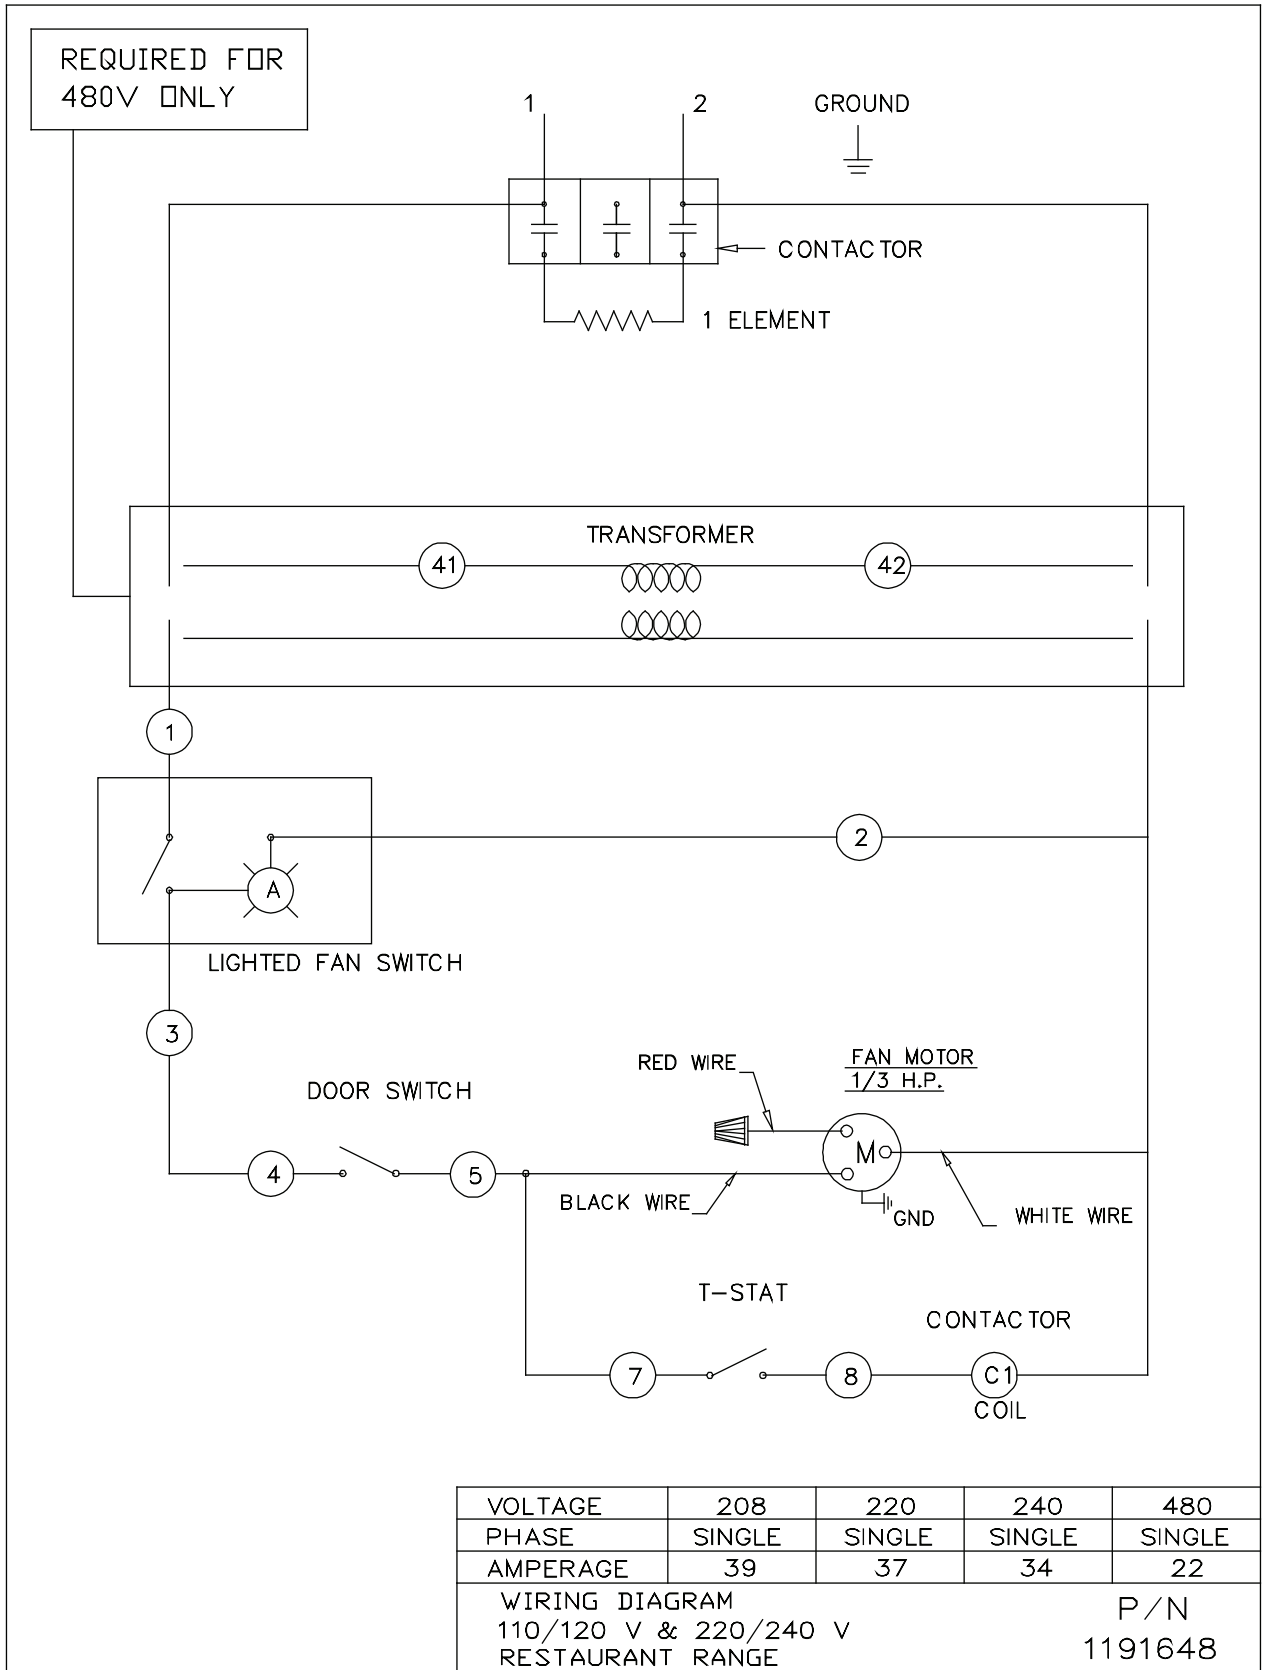 REQUIRED FOR
480V ONLY
1
2
GROUND
CONTACTOR
1 ELEMENT
TRANSFORMER
41
42
1
2
A
LIGHTED FAN SWITCH
3
RED WIRE
FAN MOTOR
1/3 H.P.
DOOR SWITCH
M
4
5
BLACK WIRE
GND
WHITE WIRE
T-STAT
CONTACTOR
7
8
C1
COIL
VOLTAGE 208 220 240 480
PHASE SINGLE SINGLE SINGLE SINGLE
AMPERAGE 39 37 34 22
WIRING DIAGRAM
110/120 V & 220/240 V
RESTAURANT RANGE
P/N
1191648